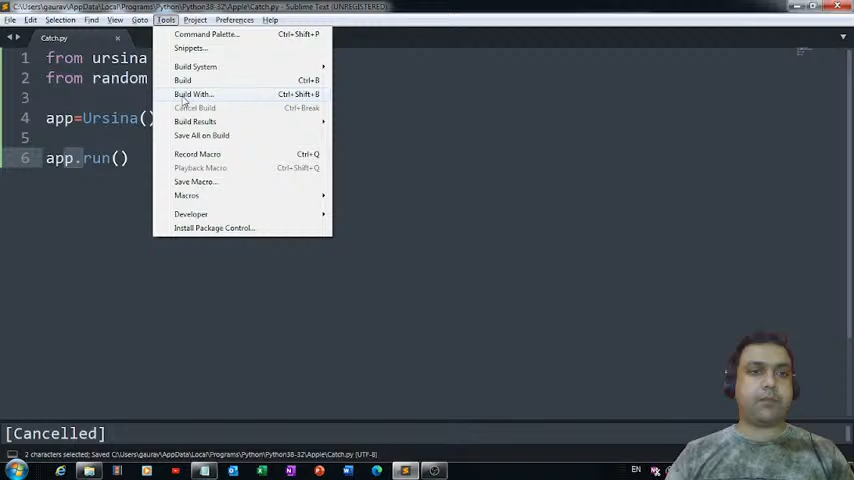 C:\Users\gaurav\AppData\Local\Programs\Python\Python38-32\Apple\Catch.py - Sublime Text (UNREGISTERED)
File Edit Selection Find View Goto Tools Project Preferences Help
Catch.py ×
1 from ursina
2 from random
3
4 app=Ursina()
5
6 app.run()
Command Palette... Ctrl+Shift+P
Snippets...
Build System
Build Ctrl+B
Build With... Ctrl+Shift+B
Cancel Build Ctrl+Break
Build Results
Save All on Build
Record Macro Ctrl+Q
Playback Macro Ctrl+Shift+Q
Save Macro...
Macros
Developer
Install Package Control...
[Cancelled]
2 characters selected; Saved C:\Users\gaurav\AppData\Local\Programs\Python\Python38-32\Apple\Catch.py (UTF-8)
EN